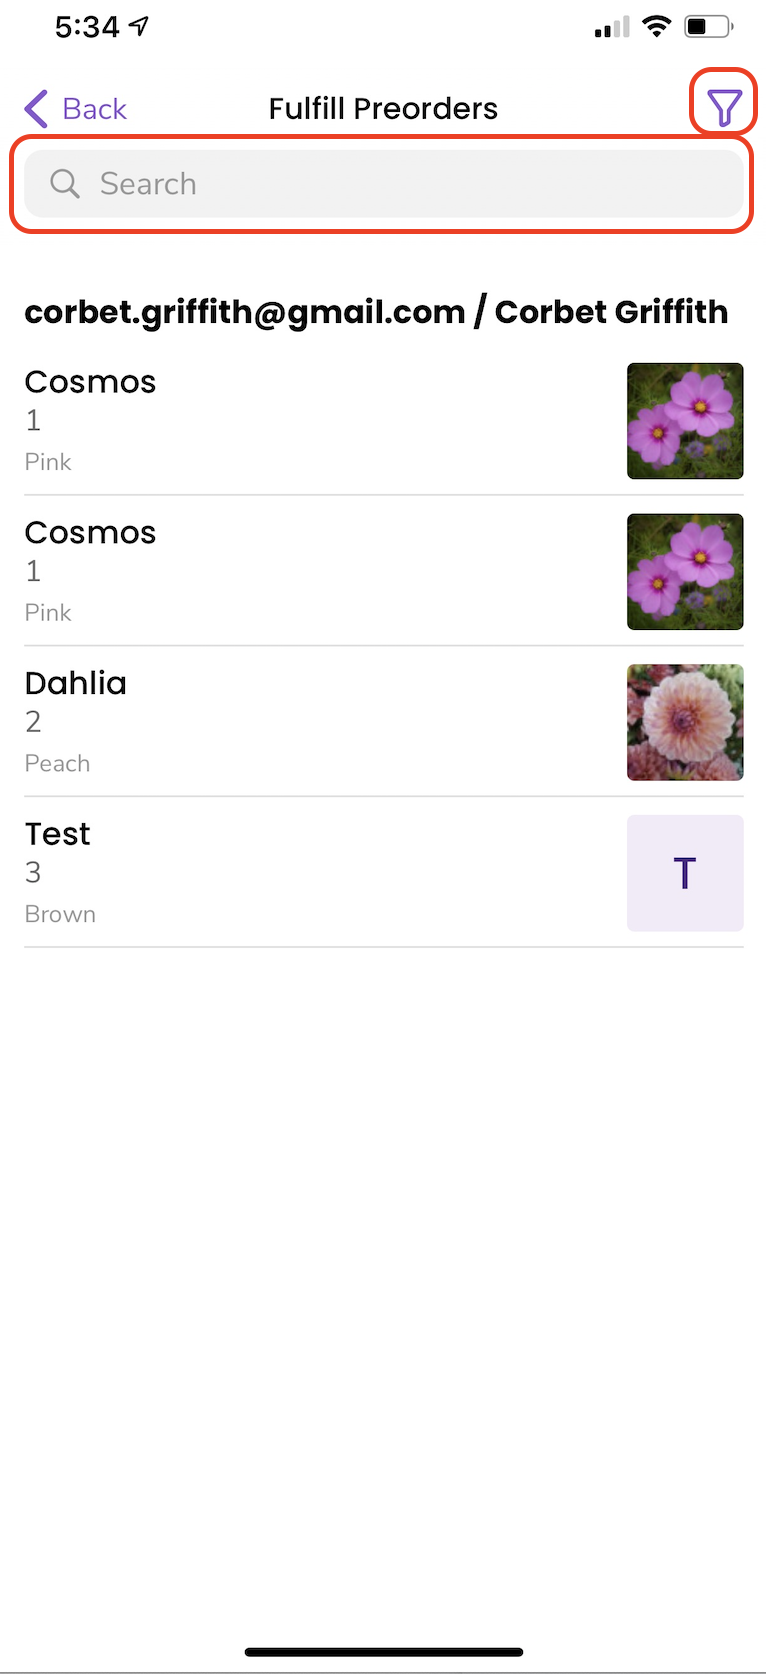 5:34
Back
Fulfill Preorders
Search
corbet.griffith@gmail.com / Corbet Griffith
Cosmos
1
Pink
Cosmos
1
Pink
Dahlia
2
Peach
Test
3
Brown
T